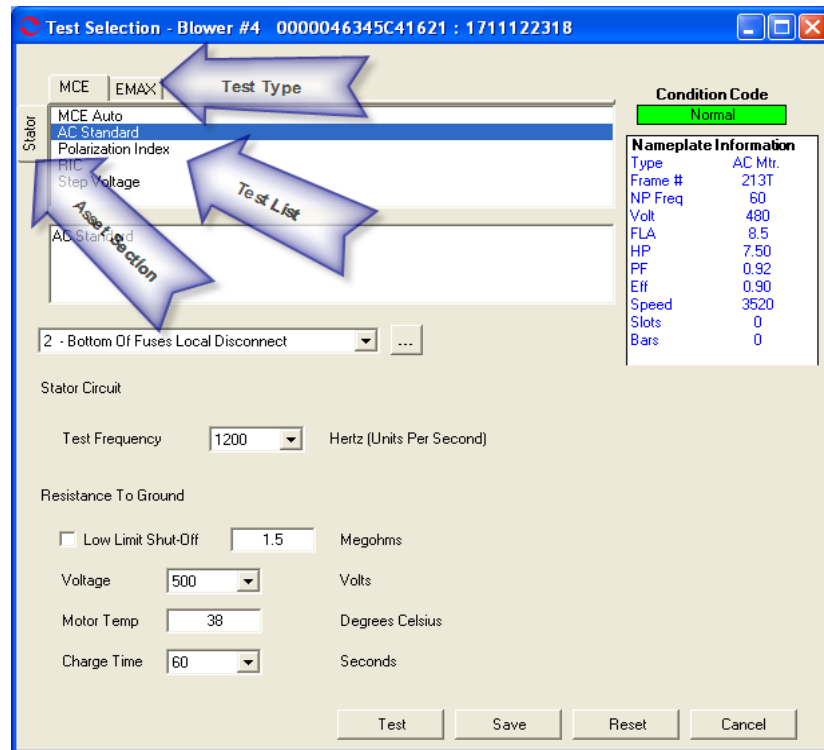 Test Selection - Blower #4 0000046345C41621 : 1711122318
MCE EMAX
Test Type
Stator
MCE Auto
AC Standard
Polarization Index
RIC
Step Voltage
Test List
Asset Section
AC Standard
Condition Code
Normal
Nameplate Information
Type AC Mtr.
Frame # 213T
NP Freq 60
Volt 480
FLA 8.5
HP 7.50
PF 0.92
Eff 0.90
Speed 3520
Slots 0
Bars 0
2 - Bottom Of Fuses Local Disconnect ...
Stator Circuit
Test Frequency 1200 Hertz (Units Per Second)
Resistance To Ground
Low Limit Shut-Off 1.5 Megohms
Voltage 500 Volts
Motor Temp 38 Degrees Celsius
Charge Time 60 Seconds
Test Save Reset Cancel